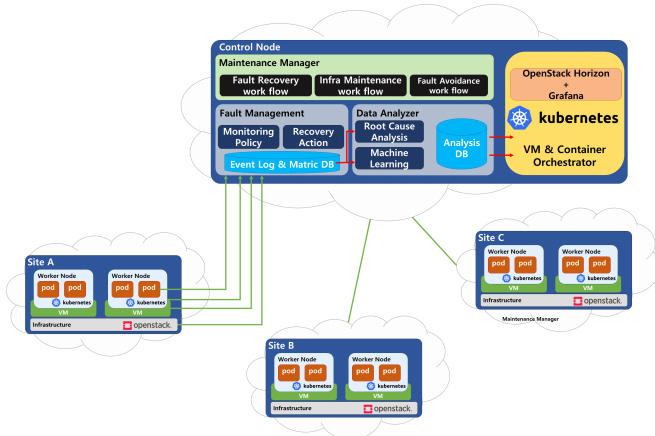 Control Node
Maintenance Manager
Fault Recovery
work flow
Infra Maintenance
work flow
Fault Avoidance
work flow
Fault Management
Monitoring
Policy
Recovery
Action
Event Log & Matric DB
Data Analyzer
Root Cause
Analysis
Machine
Learning
Analysis
DB
OpenStack Horizon
+
Grafana
kubernetes
VM & Container
Orchestrator
Site A
Worker Node
pod
pod
kubernetes
VM
Worker Node
pod
pod
kubernetes
VM
Infrastructure
openstack.
Site B
Worker Node
pod
pod
kubernetes
VM
Worker Node
pod
pod
kubernetes
VM
Infrastructure
openstack.
Site C
Worker Node
pod
pod
kubernetes
VM
Worker Node
pod
pod
kubernetes
VM
Infrastructure
openstack.
Maintenance Manager